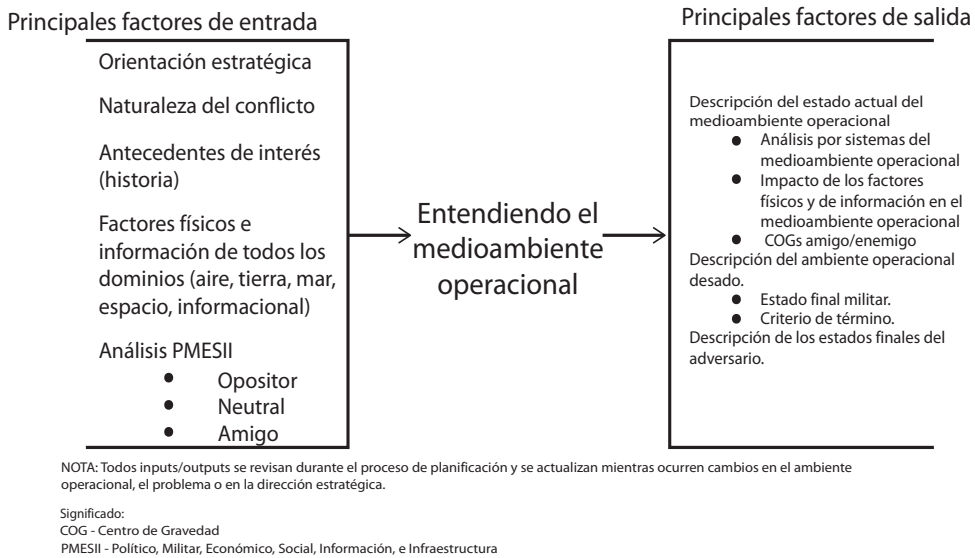 Principales factores de entrada
Orientación estratégica
Naturaleza del conflicto
Antecedentes de interés
(historia)
Factores físicos e
información de todos los
dominios (aire, tierra, mar,
espacio, informacional)
Análisis PMESII
● Opositor
● Neutral
● Amigo
Entendiendo el
medioambiente
operacional
Principales factores de salida
Descripción del estado actual del
medioambiente operacional
● Análisis por sistemas del
medioambiente operacional
● Impacto de los factores
físicos y de información en el
medioambiente operacional
● COGs amigo/enemigo
Descripción del ambiente operacional
desado.
● Estado final militar.
● Criterio de término.
Descripción de los estados finales del
adversario.
NOTA: Todos inputs/outputs se revisan durante el proceso de planificación y se actualizan mientras ocurren cambios en el ambiente
operacional, el problema o en la dirección estratégica.
Significado:
COG - Centro de Gravedad
PMESII - Político, Militar, Económico, Social, Información, e Infraestructura